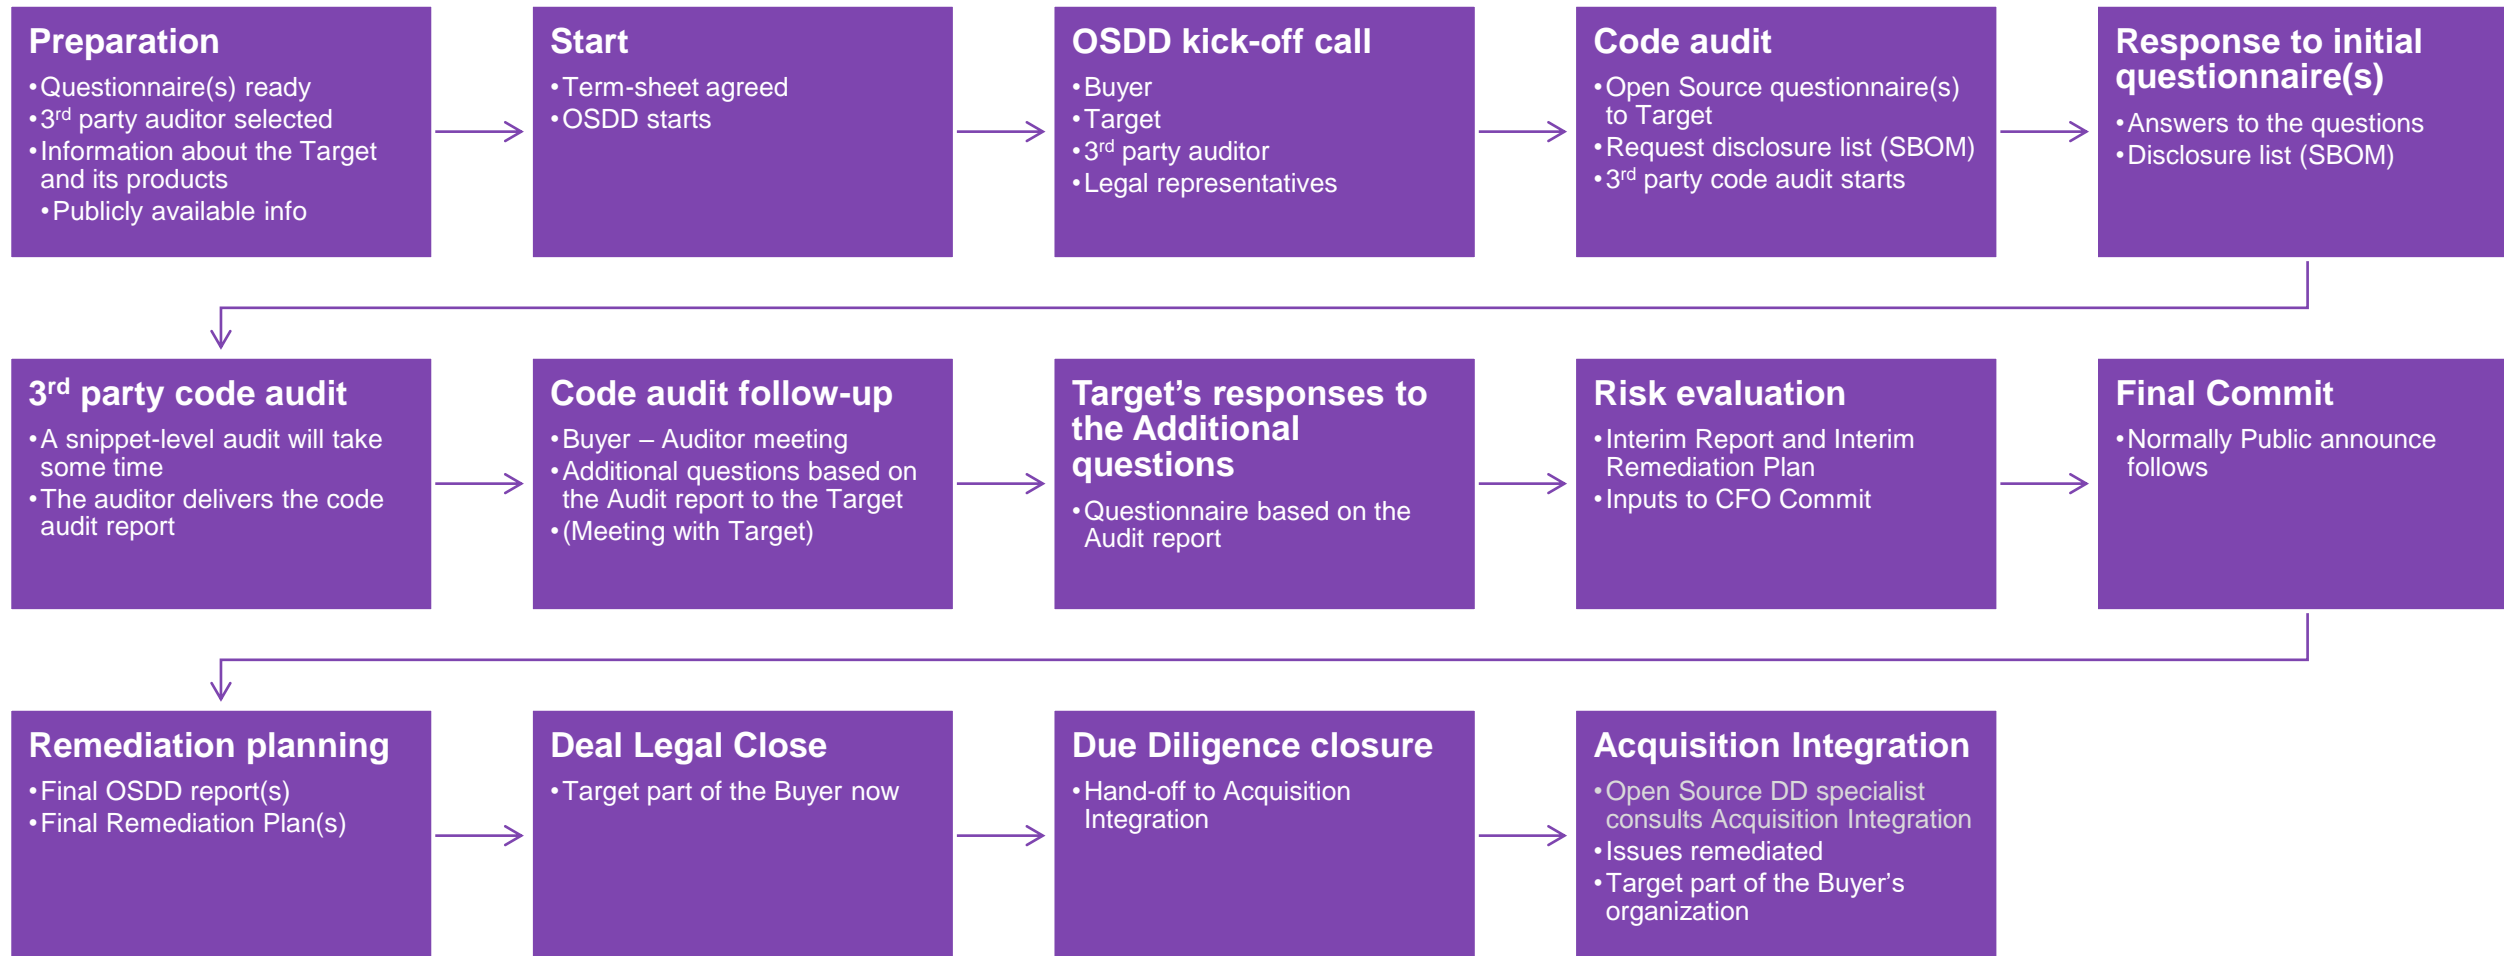 Preparation
•Questionnaire(s) ready
•3rd party auditor selected
•Information about the Target
and its products
•Publicly available info
Start
•Term-sheet agreed
•OSDD starts
OSDD kick-off call
•Buyer
•Target
•3rd party auditor
•Legal representatives
Code audit
•Open Source questionnaire(s)
to Target
•Request disclosure list (SBOM)
•3rd party code audit starts
Response to initial
questionnaire(s)
•Answers to the questions
•Disclosure list (SBOM)
3rd party code audit
•A snippet-level audit will take
some time
•The auditor delivers the code
audit report
Code audit follow-up
•Buyer – Auditor meeting
•Additional questions based on
the Audit report to the Target
•(Meeting with Target)
Target’s responses to
the Additional
questions
•Questionnaire based on the
Audit report
Risk evaluation
•Interim Report and Interim
Remediation Plan
•Inputs to CFO Commit
Final Commit
•Normally Public announce
follows
Remediation planning
•Final OSDD report(s)
•Final Remediation Plan(s)
Deal Legal Close
•Target part of the Buyer now
Due Diligence closure
•Hand-off to Acquisition
Integration
Acquisition Integration
•Open Source DD specialist
consults Acquisition Integration
•Issues remediated
•Target part of the Buyer’s
organization